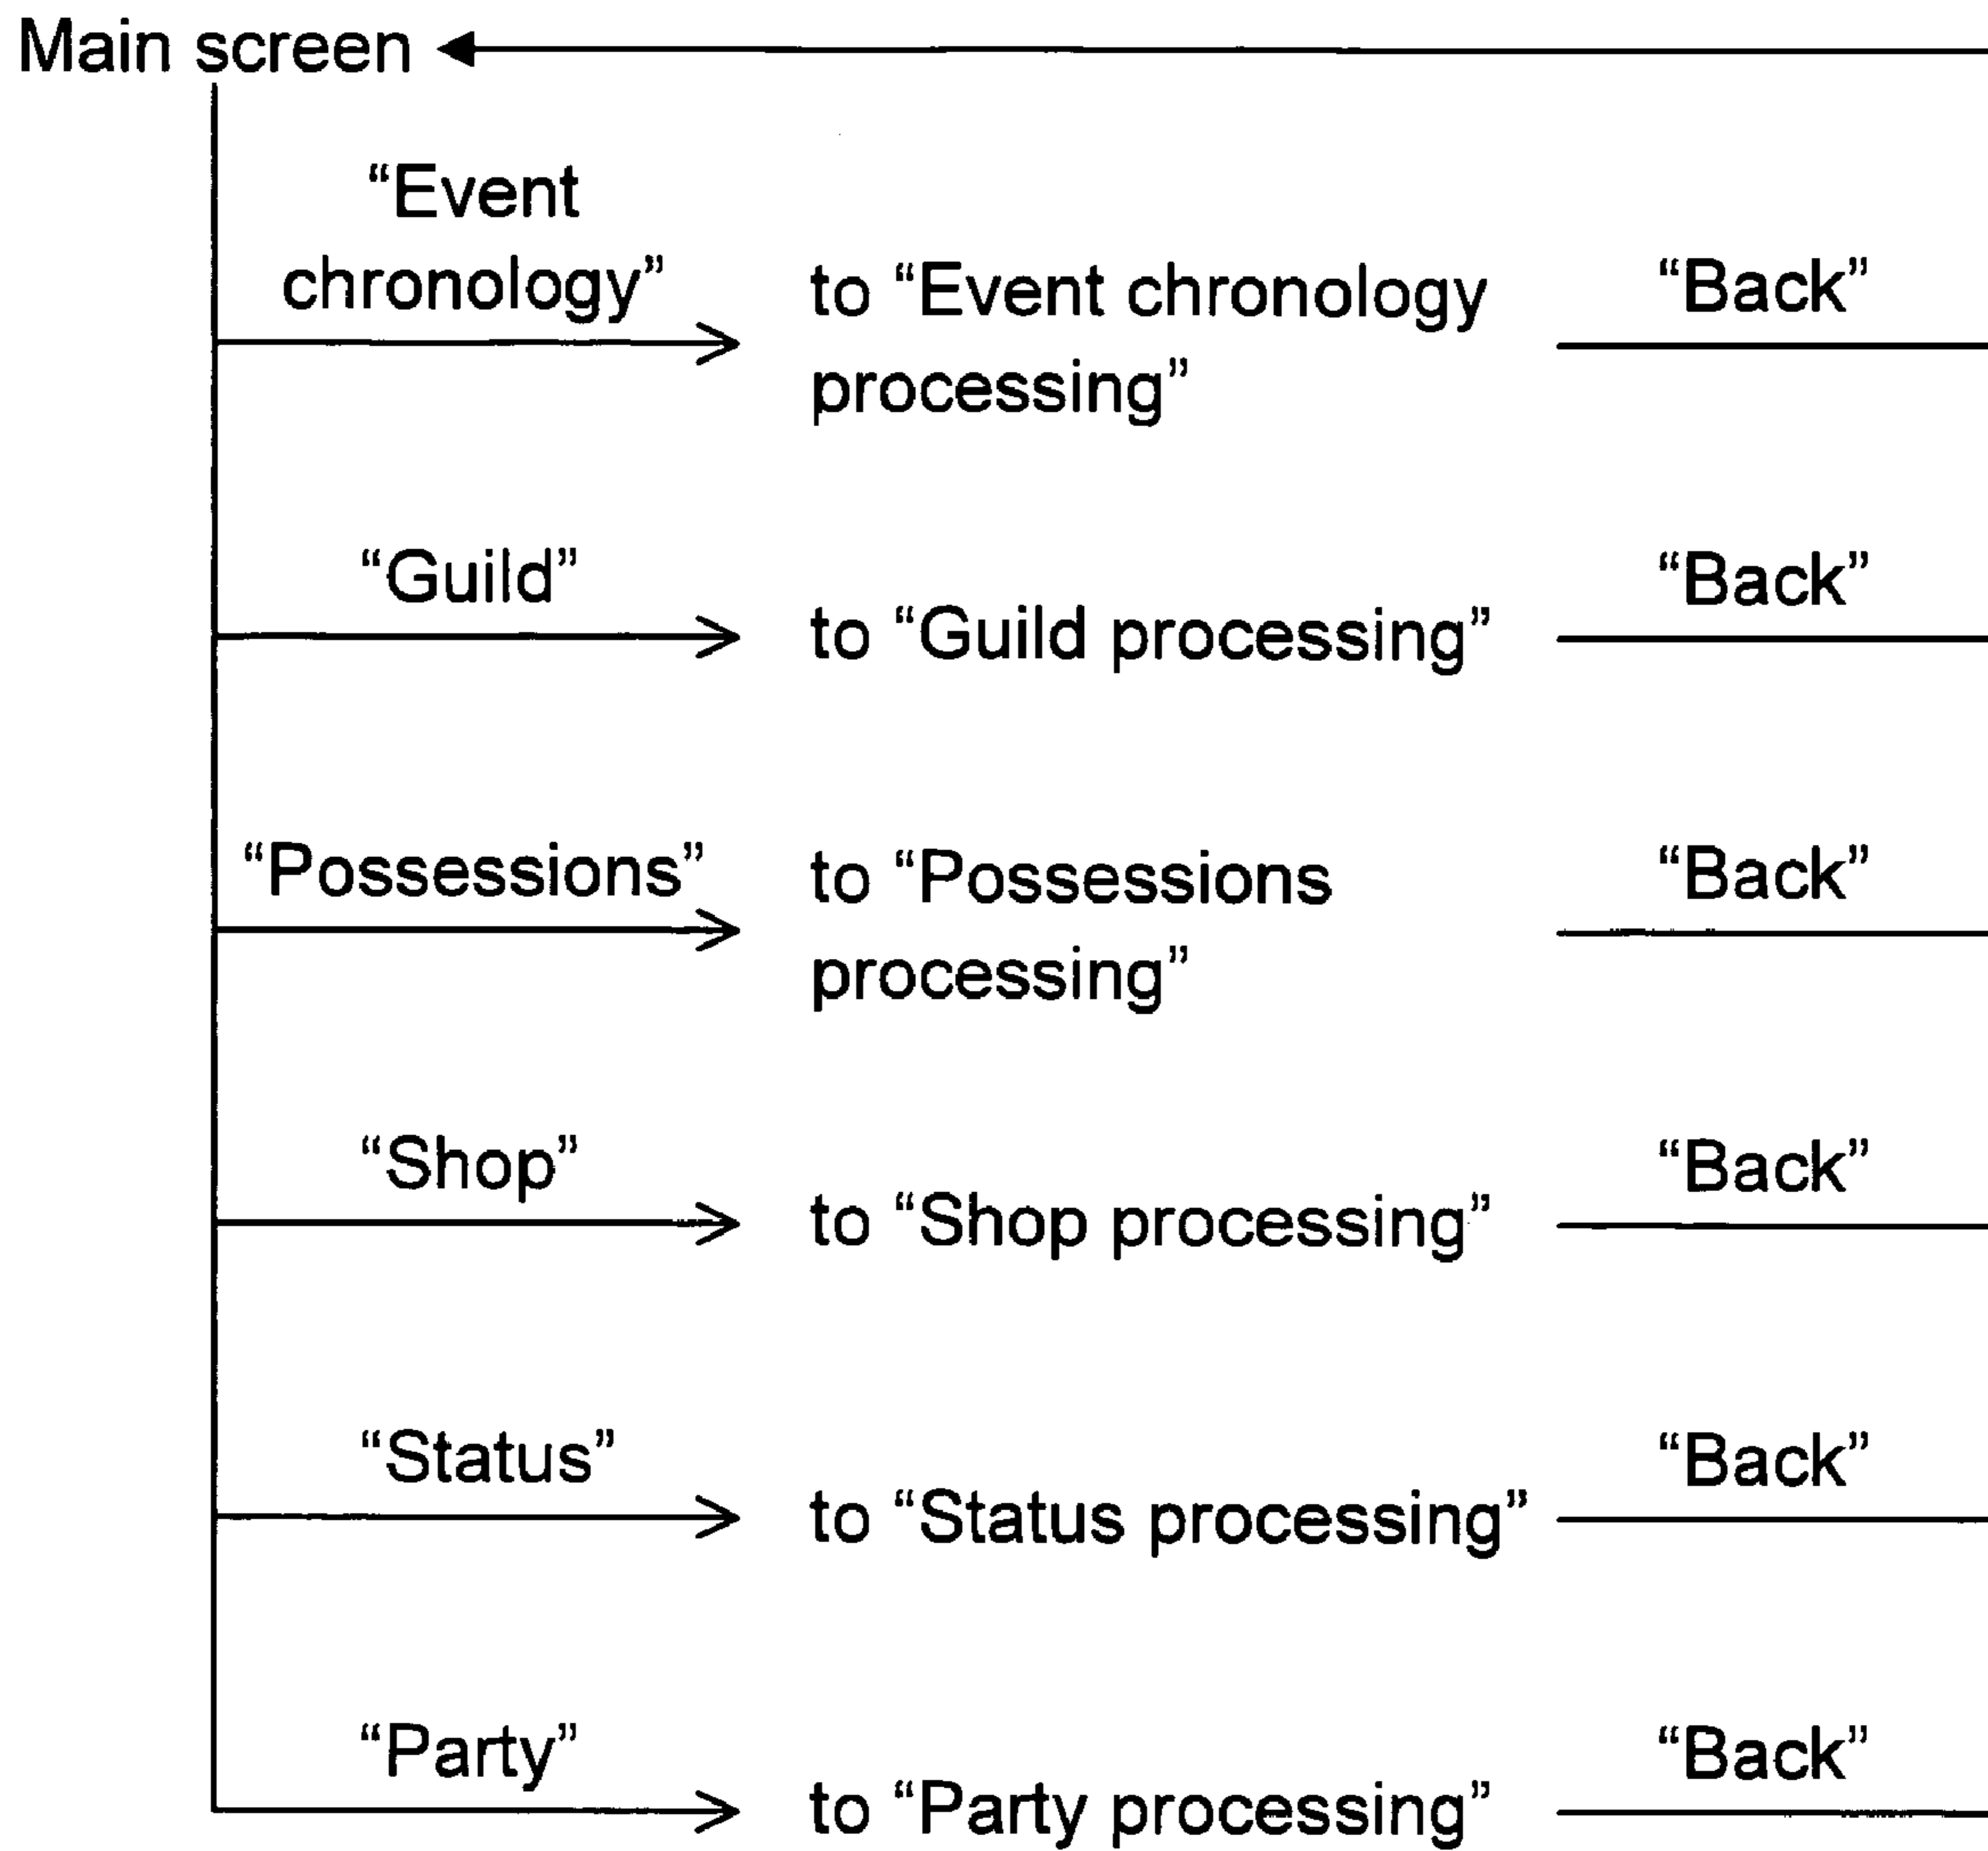 Main screen
“Event
chronology”
to “Event chronology
processing”
“Back”
“Guild”
to “Guild processing”
“Back”
“Possessions”
to “Possessions
processing”
“Back”
“Shop”
to “Shop processing”
“Back”
“Status”
to “Status processing”
“Back”
“Party”
to “Party processing”
“Back”